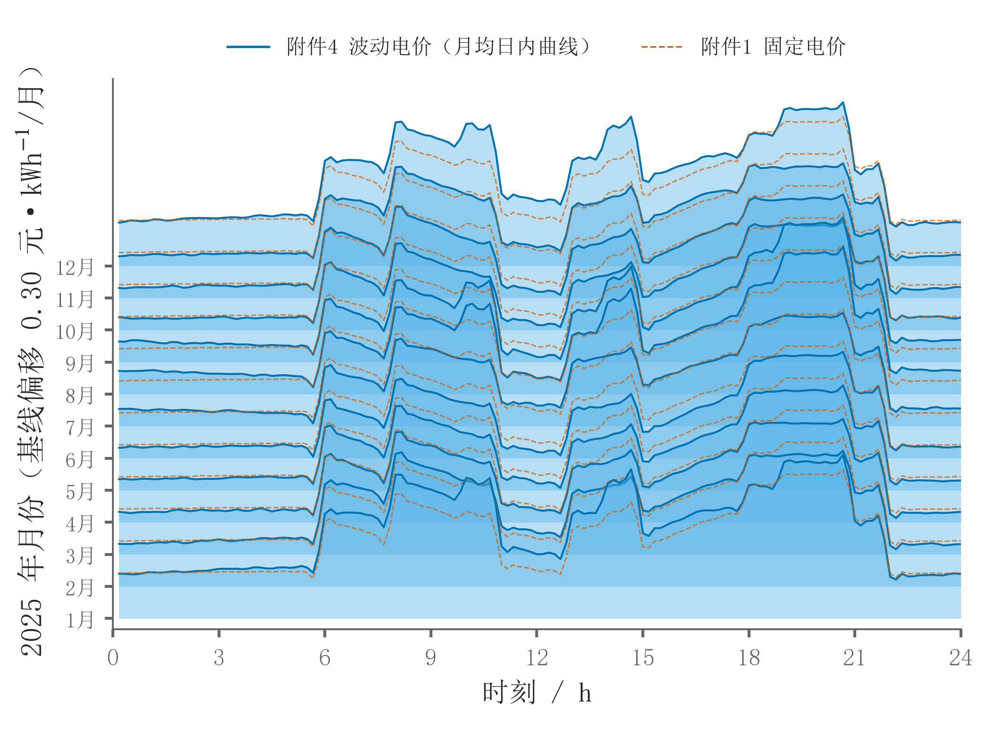 附件4 波动电价（月均日内曲线）
附件1 固定电价
2025 年月份（基线偏移 0.30 元·kWh⁻¹/月）
12月
11月
10月
9月
8月
7月
6月
5月
4月
3月
2月
1月
0 3 6 9 12 15 18 21 24
时刻 / h